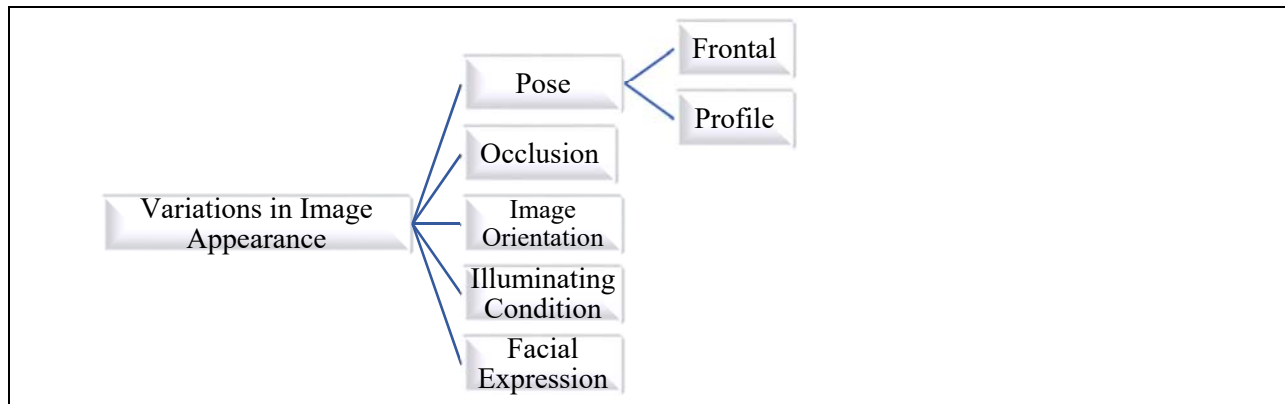 Variations in Image
Appearance
Pose
Frontal
Profile
Occlusion
Image
Orientation
Illuminating
Condition
Facial
Expression